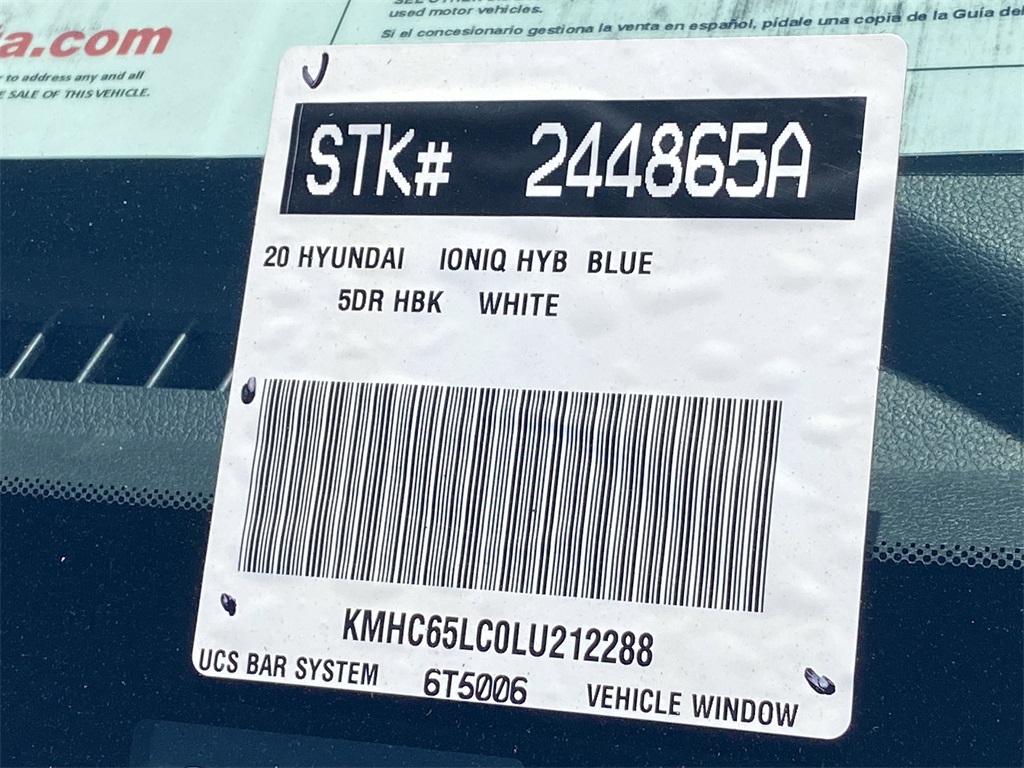 used motor vehicles.
Si el concesionario gestiona la venta en español, pídale una copia de la Guía del
a.com
to address any and all
SALE OF THIS VEHICLE.
STK# 244865A
20 HYUNDAI IONIQ HYB BLUE
5DR HBK WHITE
KMHC65LC0LU212288
UCS BAR SYSTEM 6T5006 VEHICLE WINDOW